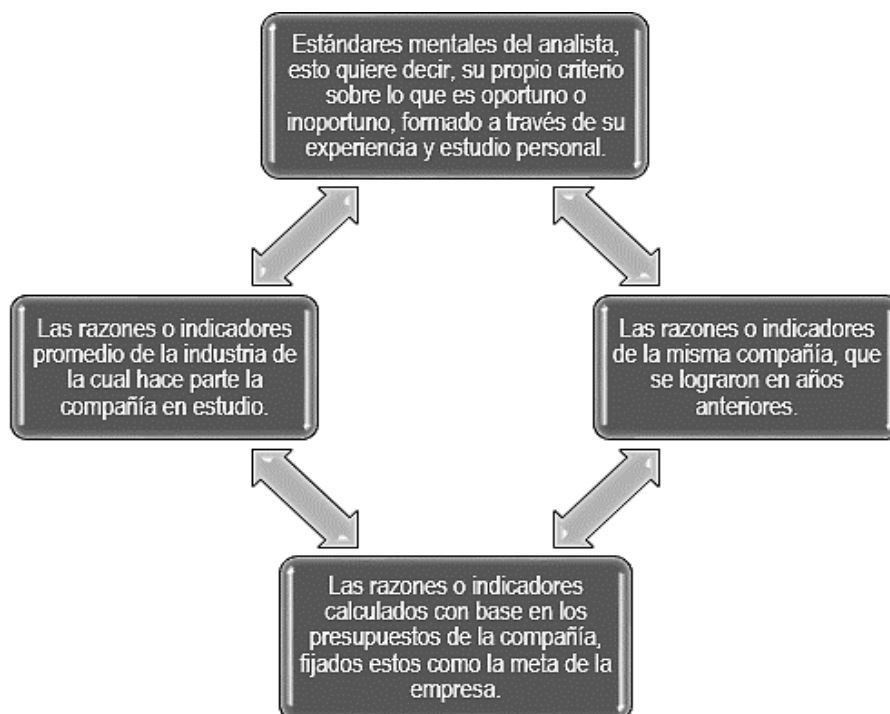 Estándares mentales del analista,
esto quiere decir, su propio criterio
sobre lo que es oportuno o
inoportuno, formado a través de su
experiencia y estudio personal.
Las razones o indicadores
promedio de la industria de
la cual hace parte la
compañía en estudio.
Las razones o indicadores
de la misma compañía, que
se lograron en años
anteriores.
Las razones o indicadores
calculados con base en los
presupuestos de la compañía,
fijados estos como la meta de la
empresa.